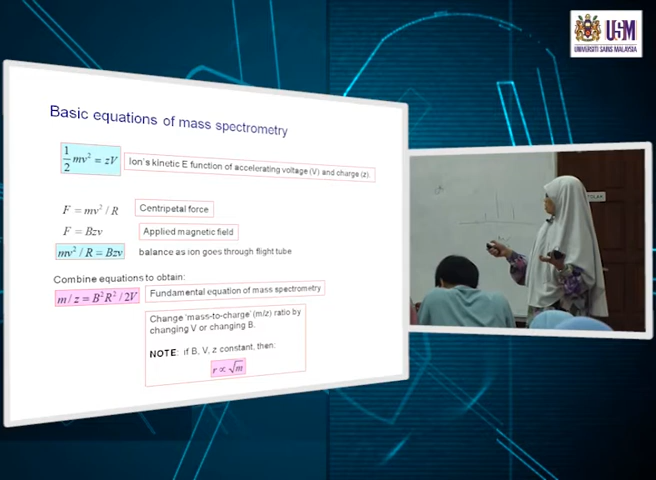 USM
UNIVERSITI SAINS MALAYSIA
Basic equations of mass spectrometry
1/2 mv² = zV
Ion's kinetic E function of accelerating voltage (V) and charge (z).
F = mv² / R
Centripetal force
F = Bzv
Applied magnetic field
mv² / R = Bzv
balance as ion goes through flight tube
Combine equations to obtain:
m / z = B²R² / 2V
Fundamental equation of mass spectrometry
Change 'mass-to-charge' (m/z) ratio by
changing V or changing B.
NOTE: if B, V, z constant, then:
r ∝ √m